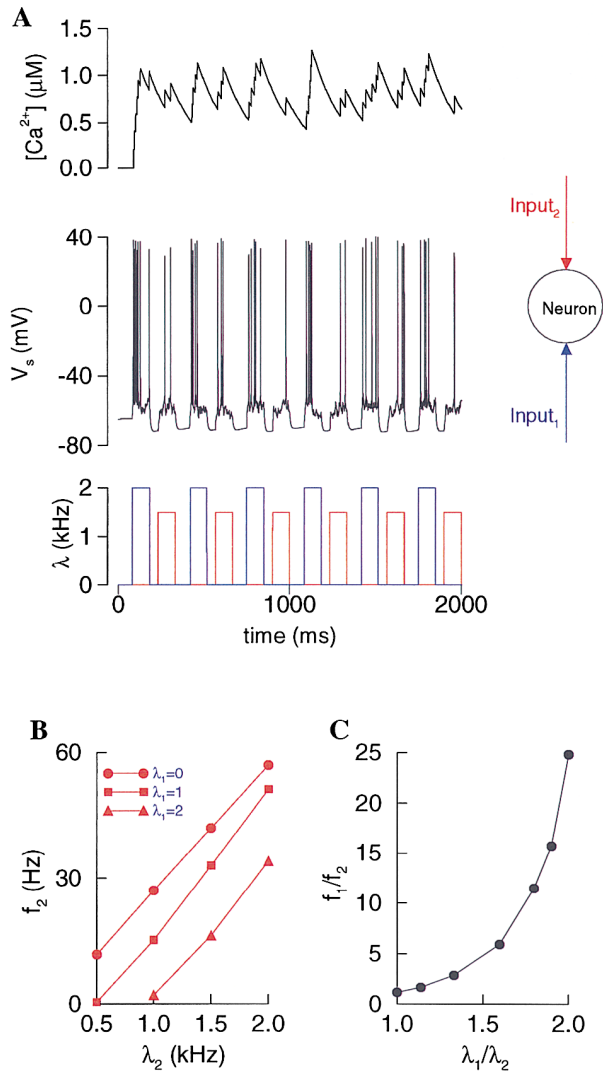 A
[Ca²⁺] (μM)
1.5
1.0
0.5
0.0
V_s (mV)
40
0
-40
-80
Input₂
Neuron
Input₁
λ (kHz)
2
1
0
0
1000
2000
time (ms)
B
f₂ (Hz)
60
30
0
λ₁=0
λ₁=1
λ₁=2
0.5
1.0
1.5
2.0
λ₂ (kHz)
C
f₁/f₂
25
20
15
10
5
0
1.0
1.5
2.0
λ₁/λ₂